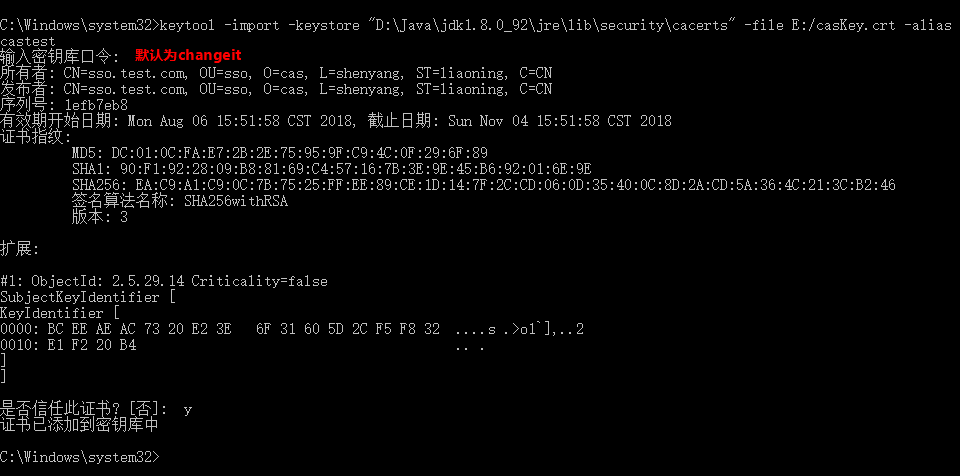 C:\Windows\system32>keytool -import -keystore "D:\Java\jdk1.8.0_92\jre\lib\security\cacerts" -file E:/casKey.crt -alias
castest
输入密钥库口令: 默认为changeit
所有者: CN=sso.test.com, OU=sso, O=cas, L=shenyang, ST=liaoning, C=CN
发布者: CN=sso.test.com, OU=sso, O=cas, L=shenyang, ST=liaoning, C=CN
序列号: 1efb7eb8
有效期开始日期: Mon Aug 06 15:51:58 CST 2018, 截止日期: Sun Nov 04 15:51:58 CST 2018
证书指纹:
MD5: DC:01:0C:FA:E7:2B:2E:75:95:9F:C9:4C:0F:29:6F:89
SHA1: 90:F1:92:28:09:B8:81:69:C4:57:16:7B:3E:9E:45:B6:92:01:6E:9E
SHA256: EA:C9:A1:C9:0C:7B:75:25:FF:EE:89:CE:1D:14:7F:2C:CD:06:0D:35:40:0C:8D:2A:CD:5A:36:4C:21:3C:B2:46
签名算法名称: SHA256withRSA
版本: 3
扩展:
#1: ObjectId: 2.5.29.14 Criticality=false
SubjectKeyIdentifier [
KeyIdentifier [
0000: BC EE AE AC 73 20 E2 3E   6F 31 60 5D 2C F5 F8 32  ....s .>o1`],..2
0010: E1 F2 20 B4                                        .. .
]
]
是否信任此证书? [否]:  y
证书已添加到密钥库中
C:\Windows\system32>